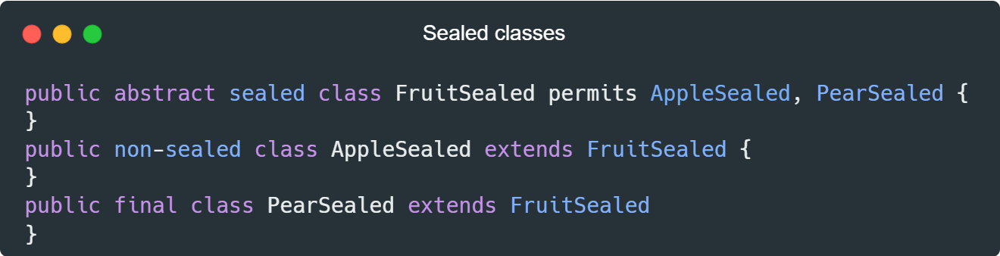 Sealed classes
public abstract sealed class FruitSealed permits AppleSealed, PearSealed {
}
public non-sealed class AppleSealed extends FruitSealed {
}
public final class PearSealed extends FruitSealed
}